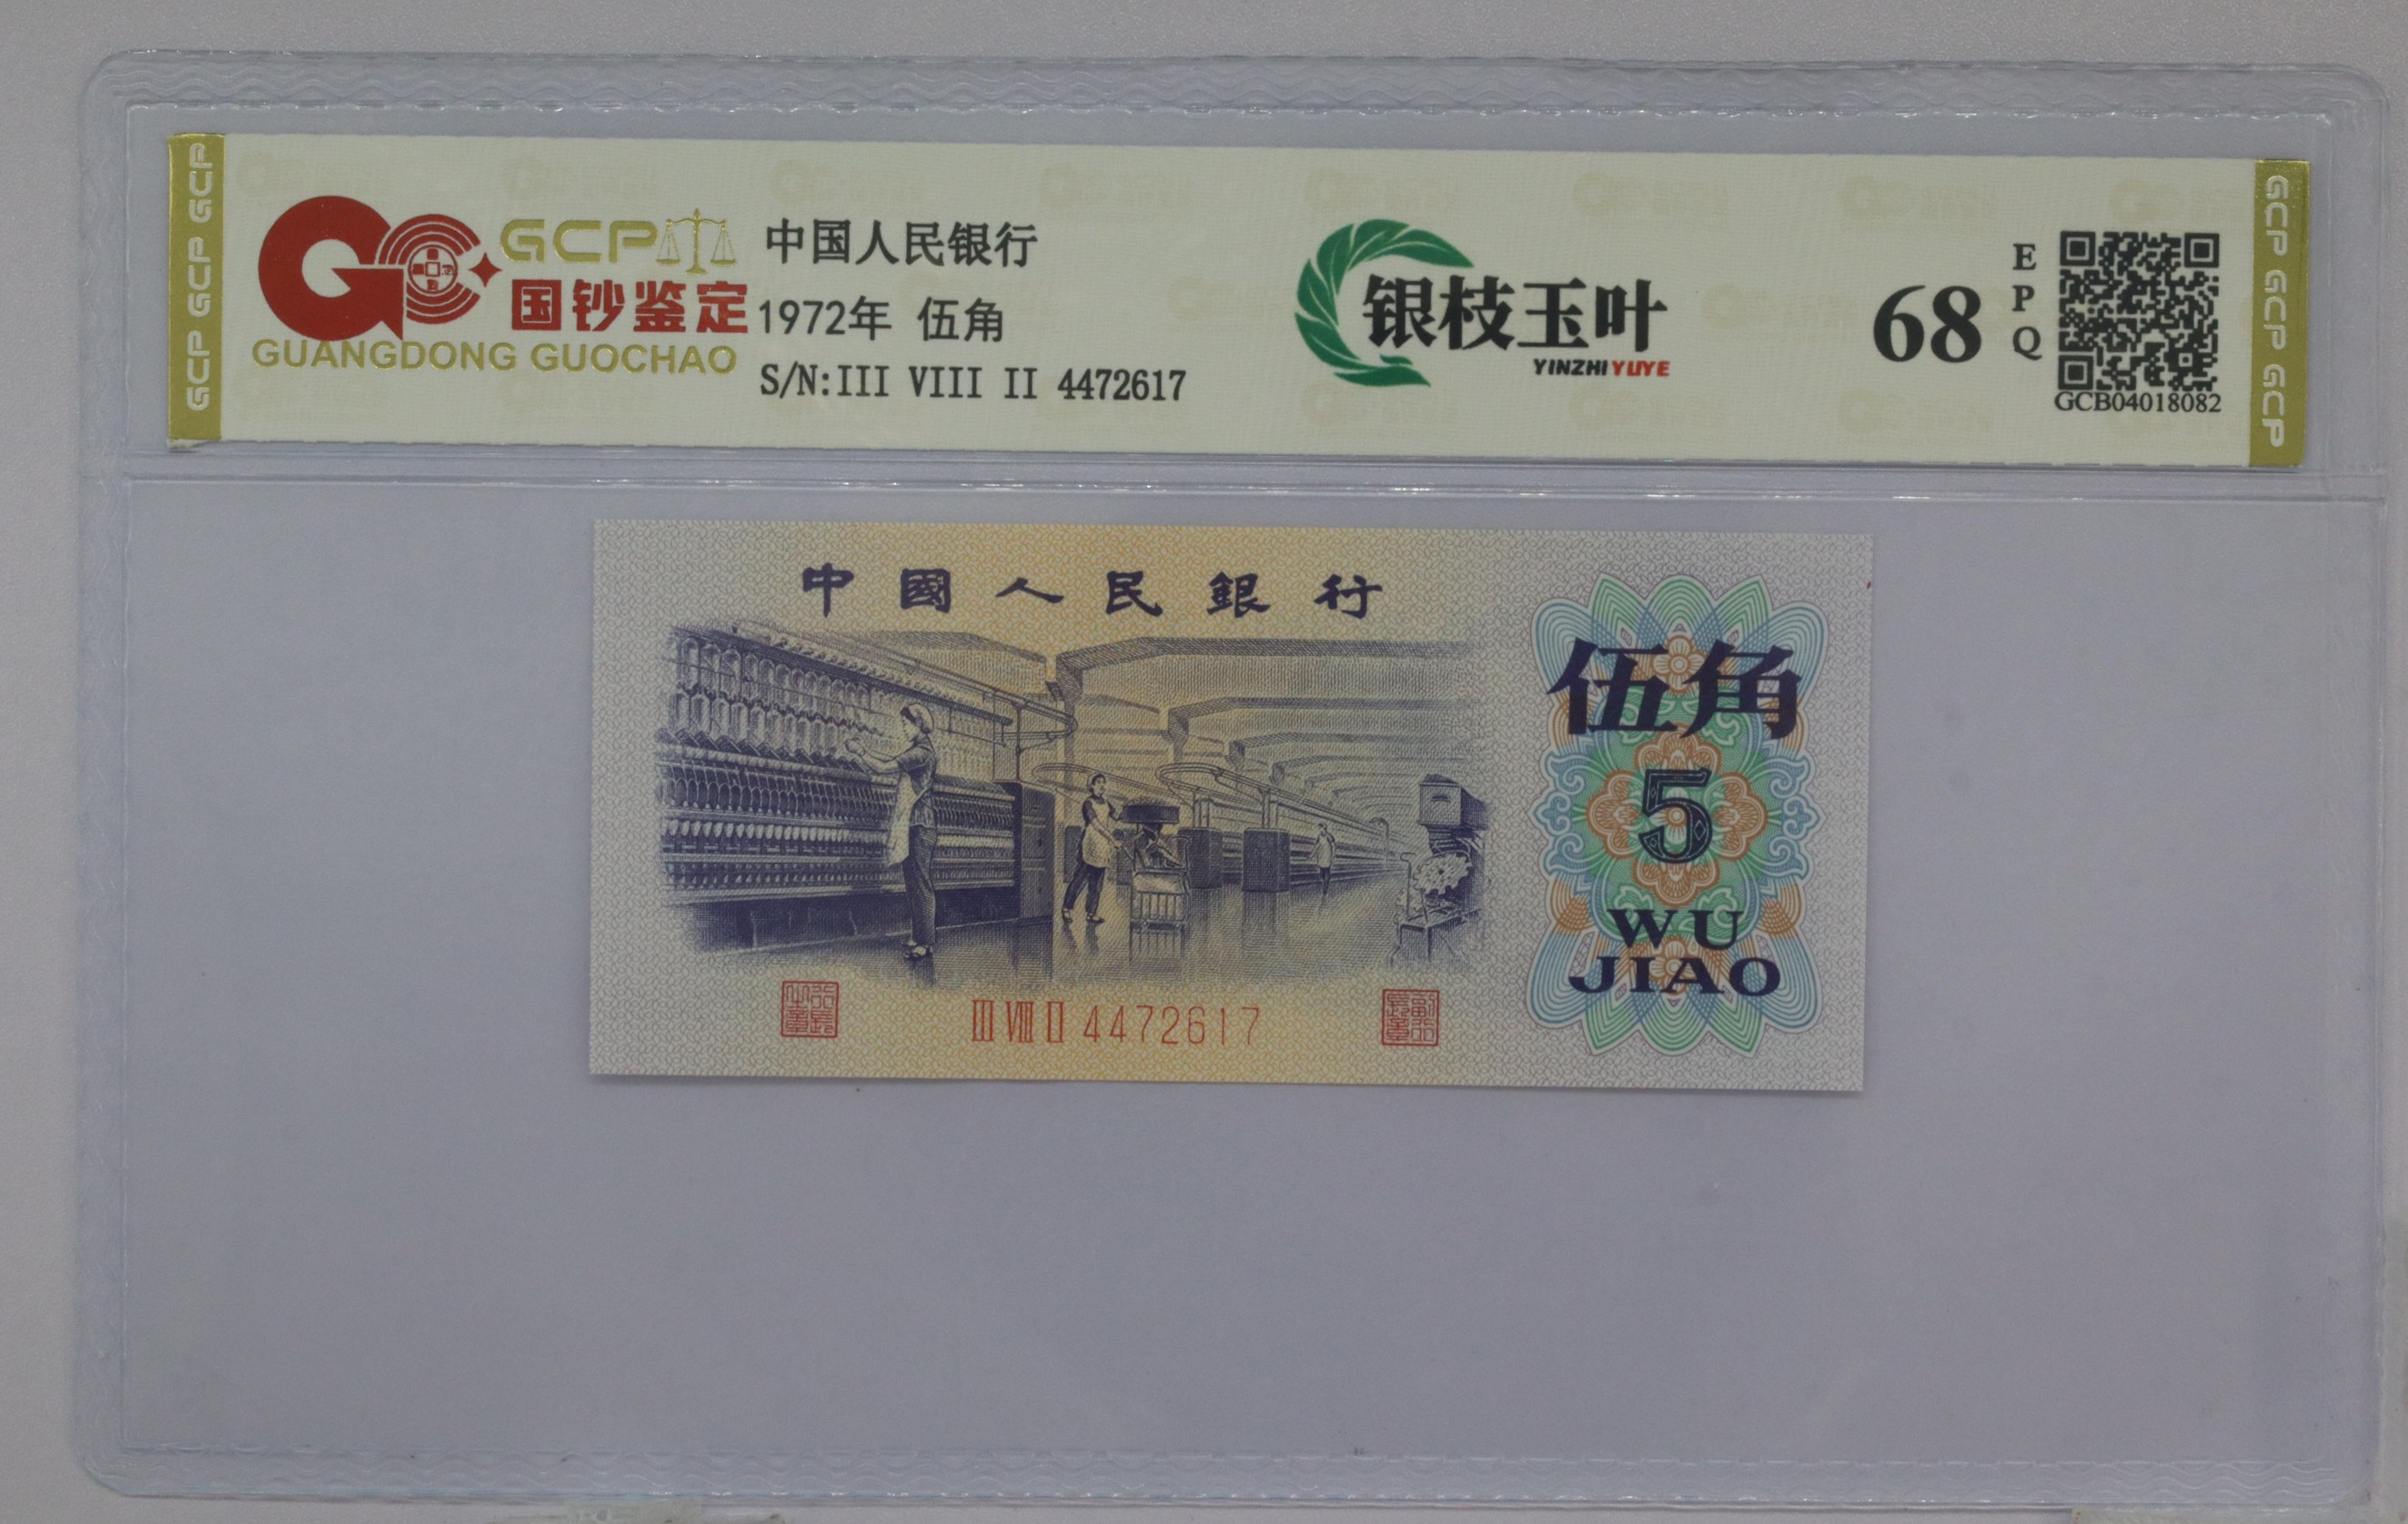 GCP GCP GCP
GCP
国钞鉴定
GUANGDONG GUOCHAO
中国人民银行
1972年 伍角
S/N:III VIII II 4472617
银枝玉叶
YINZHIYUYE
68
EPQ
GCB04018082
GCP GCP GCP
中國人民銀行
伍角
5
WU
JIAO
III VIII II 4472617